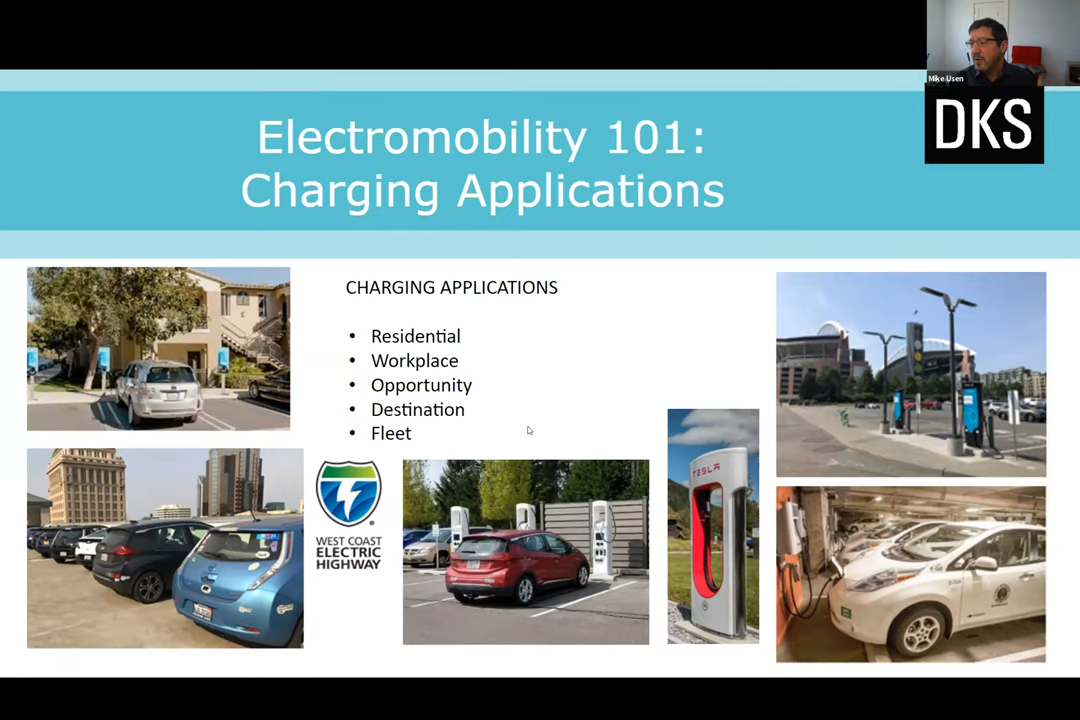 Mike Usen
DKS
Electromobility 101:
Charging Applications
CHARGING APPLICATIONS
• Residential
• Workplace
• Opportunity
• Destination
• Fleet
WEST COAST
ELECTRIC
HIGHWAY
TESLA